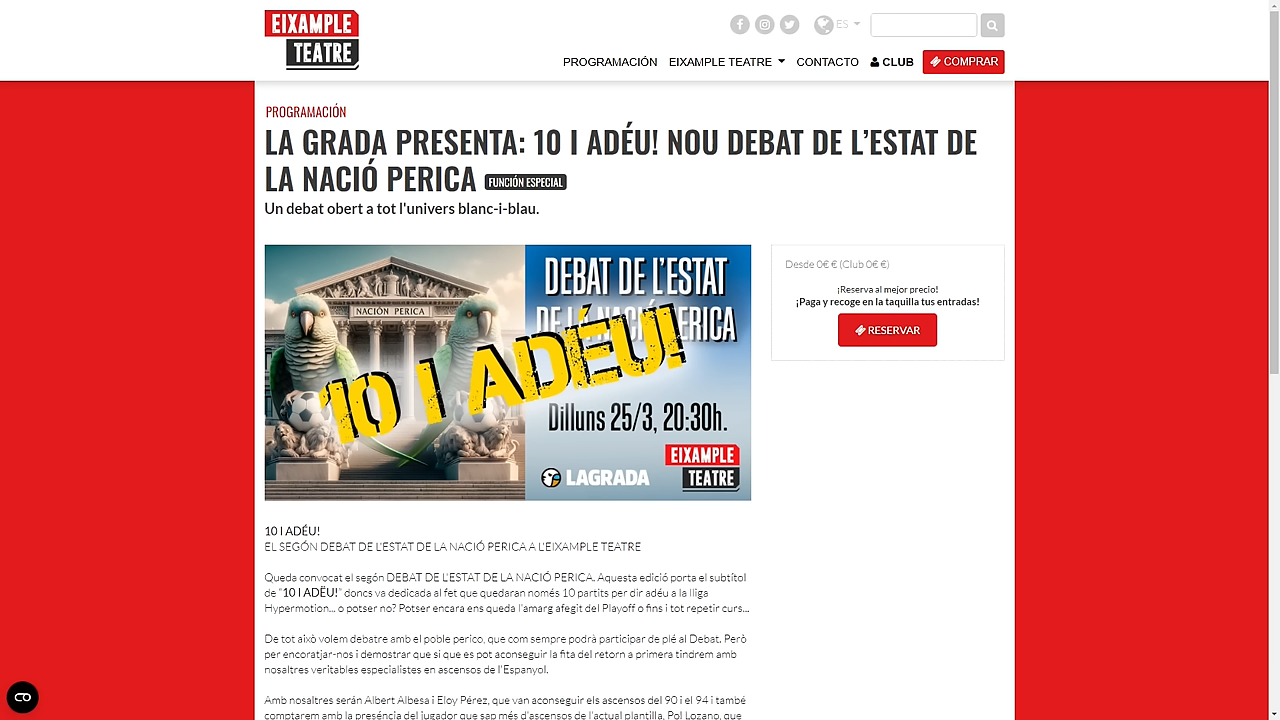 EIXAMPLE
TEATRE
ES
PROGRAMACIÓN EIXAMPLE TEATRE CONTACTO CLUB COMPRAR
PROGRAMACIÓN
LA GRADA PRESENTA: 10 I ADÉU! NOU DEBAT DE L’ESTAT DE
LA NACIÓ PERICA FUNCIÓN ESPECIAL
Un debat obert a tot l'univers blanc-i-blau.
NACIÓN PERICA
DEBAT DE L'ESTAT
DE LA NACIÓ PERICA
10 I ADÉU!
Dilluns 25/3, 20:30h.
LAGRADA
EIXAMPLE
TEATRE
Desde 0€ € (Club 0€ €)
¡Reserva al mejor precio!
¡Paga y recoge en la taquilla tus entradas!
RESERVAR
10 I ADÉU!
EL SEGÓN DEBAT DE L'ESTAT DE LA NACIÓ PERICA A L'EIXAMPLE TEATRE
Queda convocat el segón DEBAT DE L'ESTAT DE LA NACIÓ PERICA. Aquesta edició porta el subtítol
de “10 I ADËU!” doncs va dedicada al fet que quedaran només 10 partits per dir adéu a la lliga
Hypermotion... o potser no? Potser encara ens queda l'amarg afegit del Playoff o fins i tot repetir curs...
De tot això volem debatre amb el poble perico, que com sempre podrà participar de plé al Debat. Però
per encoratjar-nos i demostrar que si que es pot aconseguir la fita del retorn a primera tindrem amb
nosaltres veritables especialistes en ascensos de l'Espanyol.
Amb nosaltres serán Albert Albesa i Eloy Pérez, que van aconseguir els ascensos del 90 i el 94 i també
comptarem amb la presència del jugador que sap més d'ascensos de l'actual plantilla, Pol Lozano, que